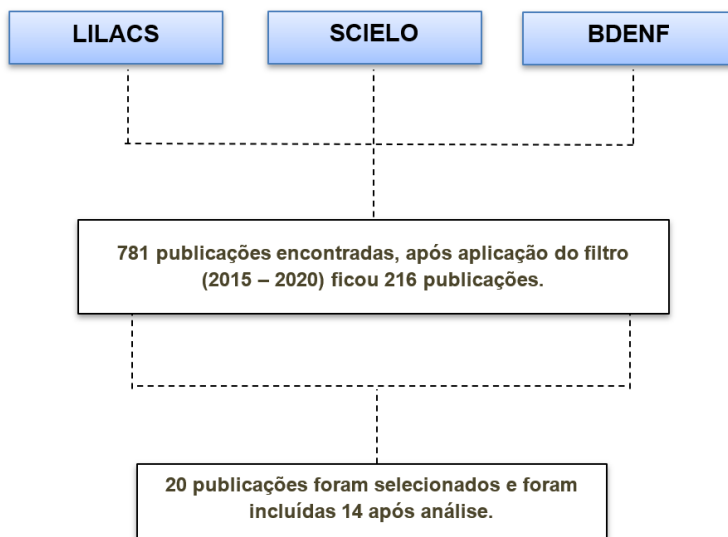 LILACS
SCIELO
BDENF
781 publicações encontradas, após aplicação do filtro
(2015 – 2020) ficou 216 publicações.
20 publicações foram selecionados e foram
incluídas 14 após análise.